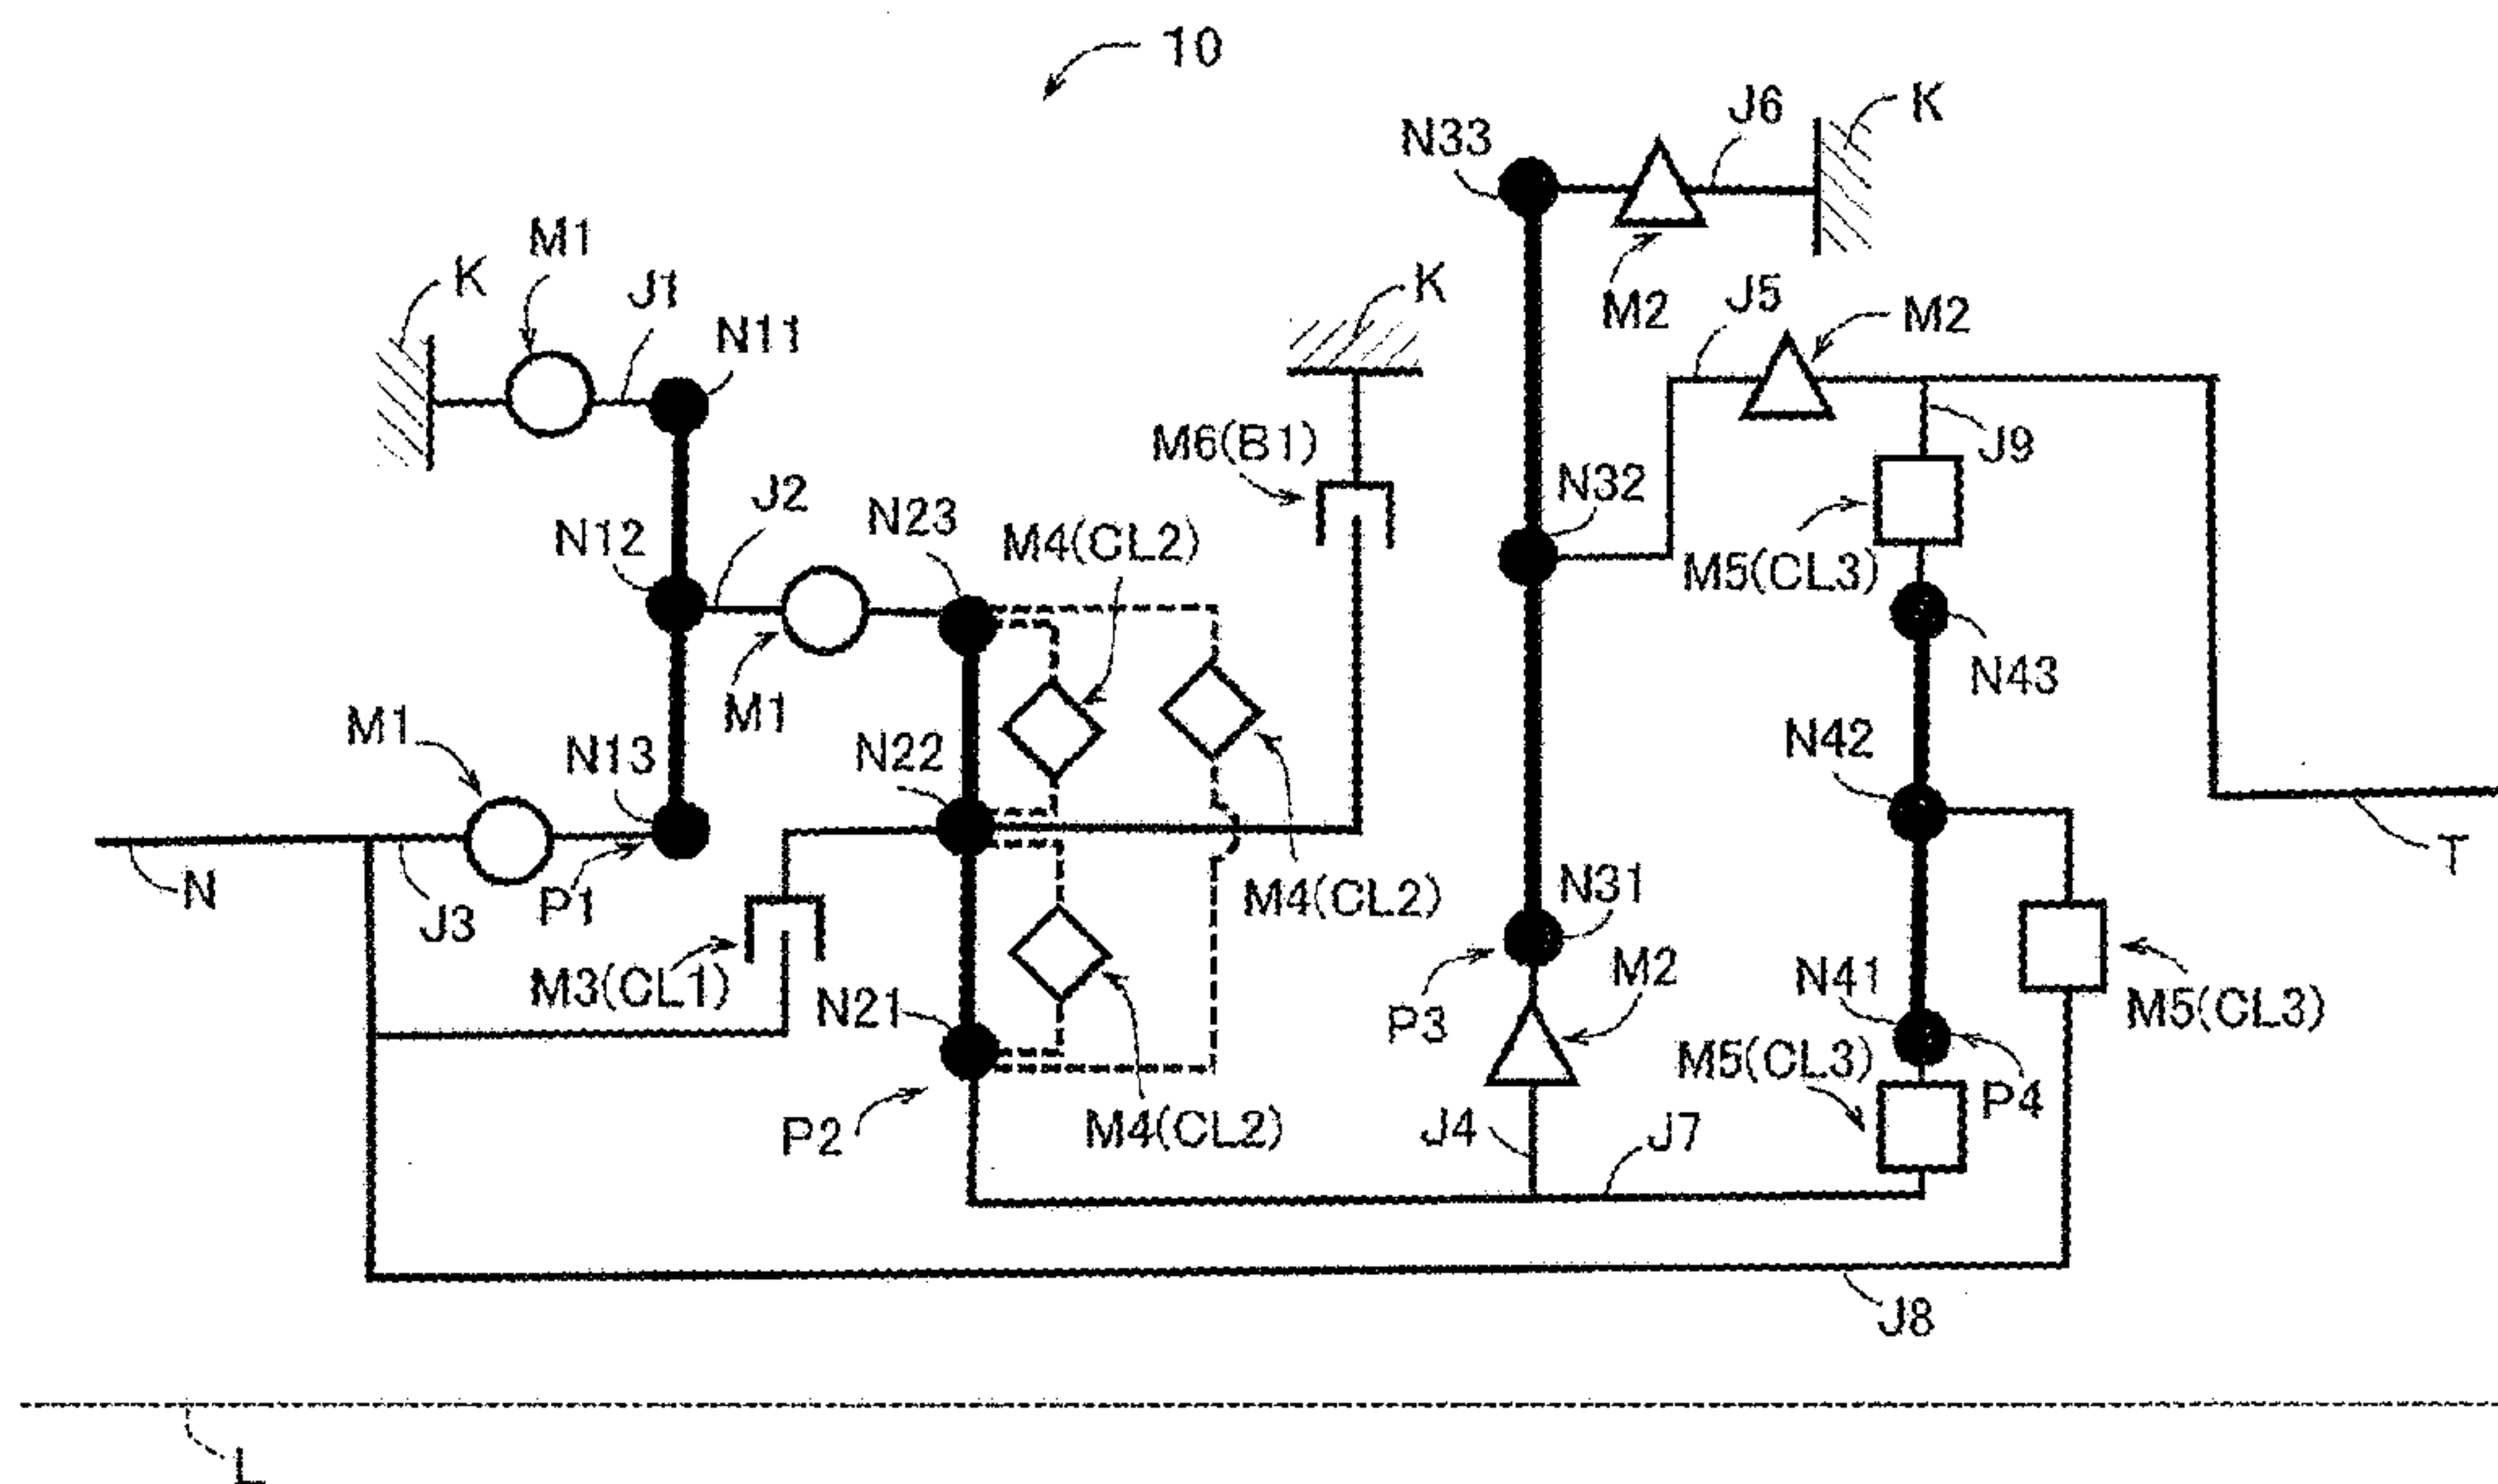 10
J6
K
N33
M1
K
J1
N11
K
M2
J5
M2
M6(B1)
J9
J2
N23
N12
M4(CL2)
N32
M5(CL3)
M1
N43
M1
N13
N22
N42
N
P1
J3
M4(CL2)
N31
T
M3(CL1)
N21
M2
N41
P3
M5(CL3)
M5(CL3)
P4
P2
M4(CL2)
J4
J7
J8
L